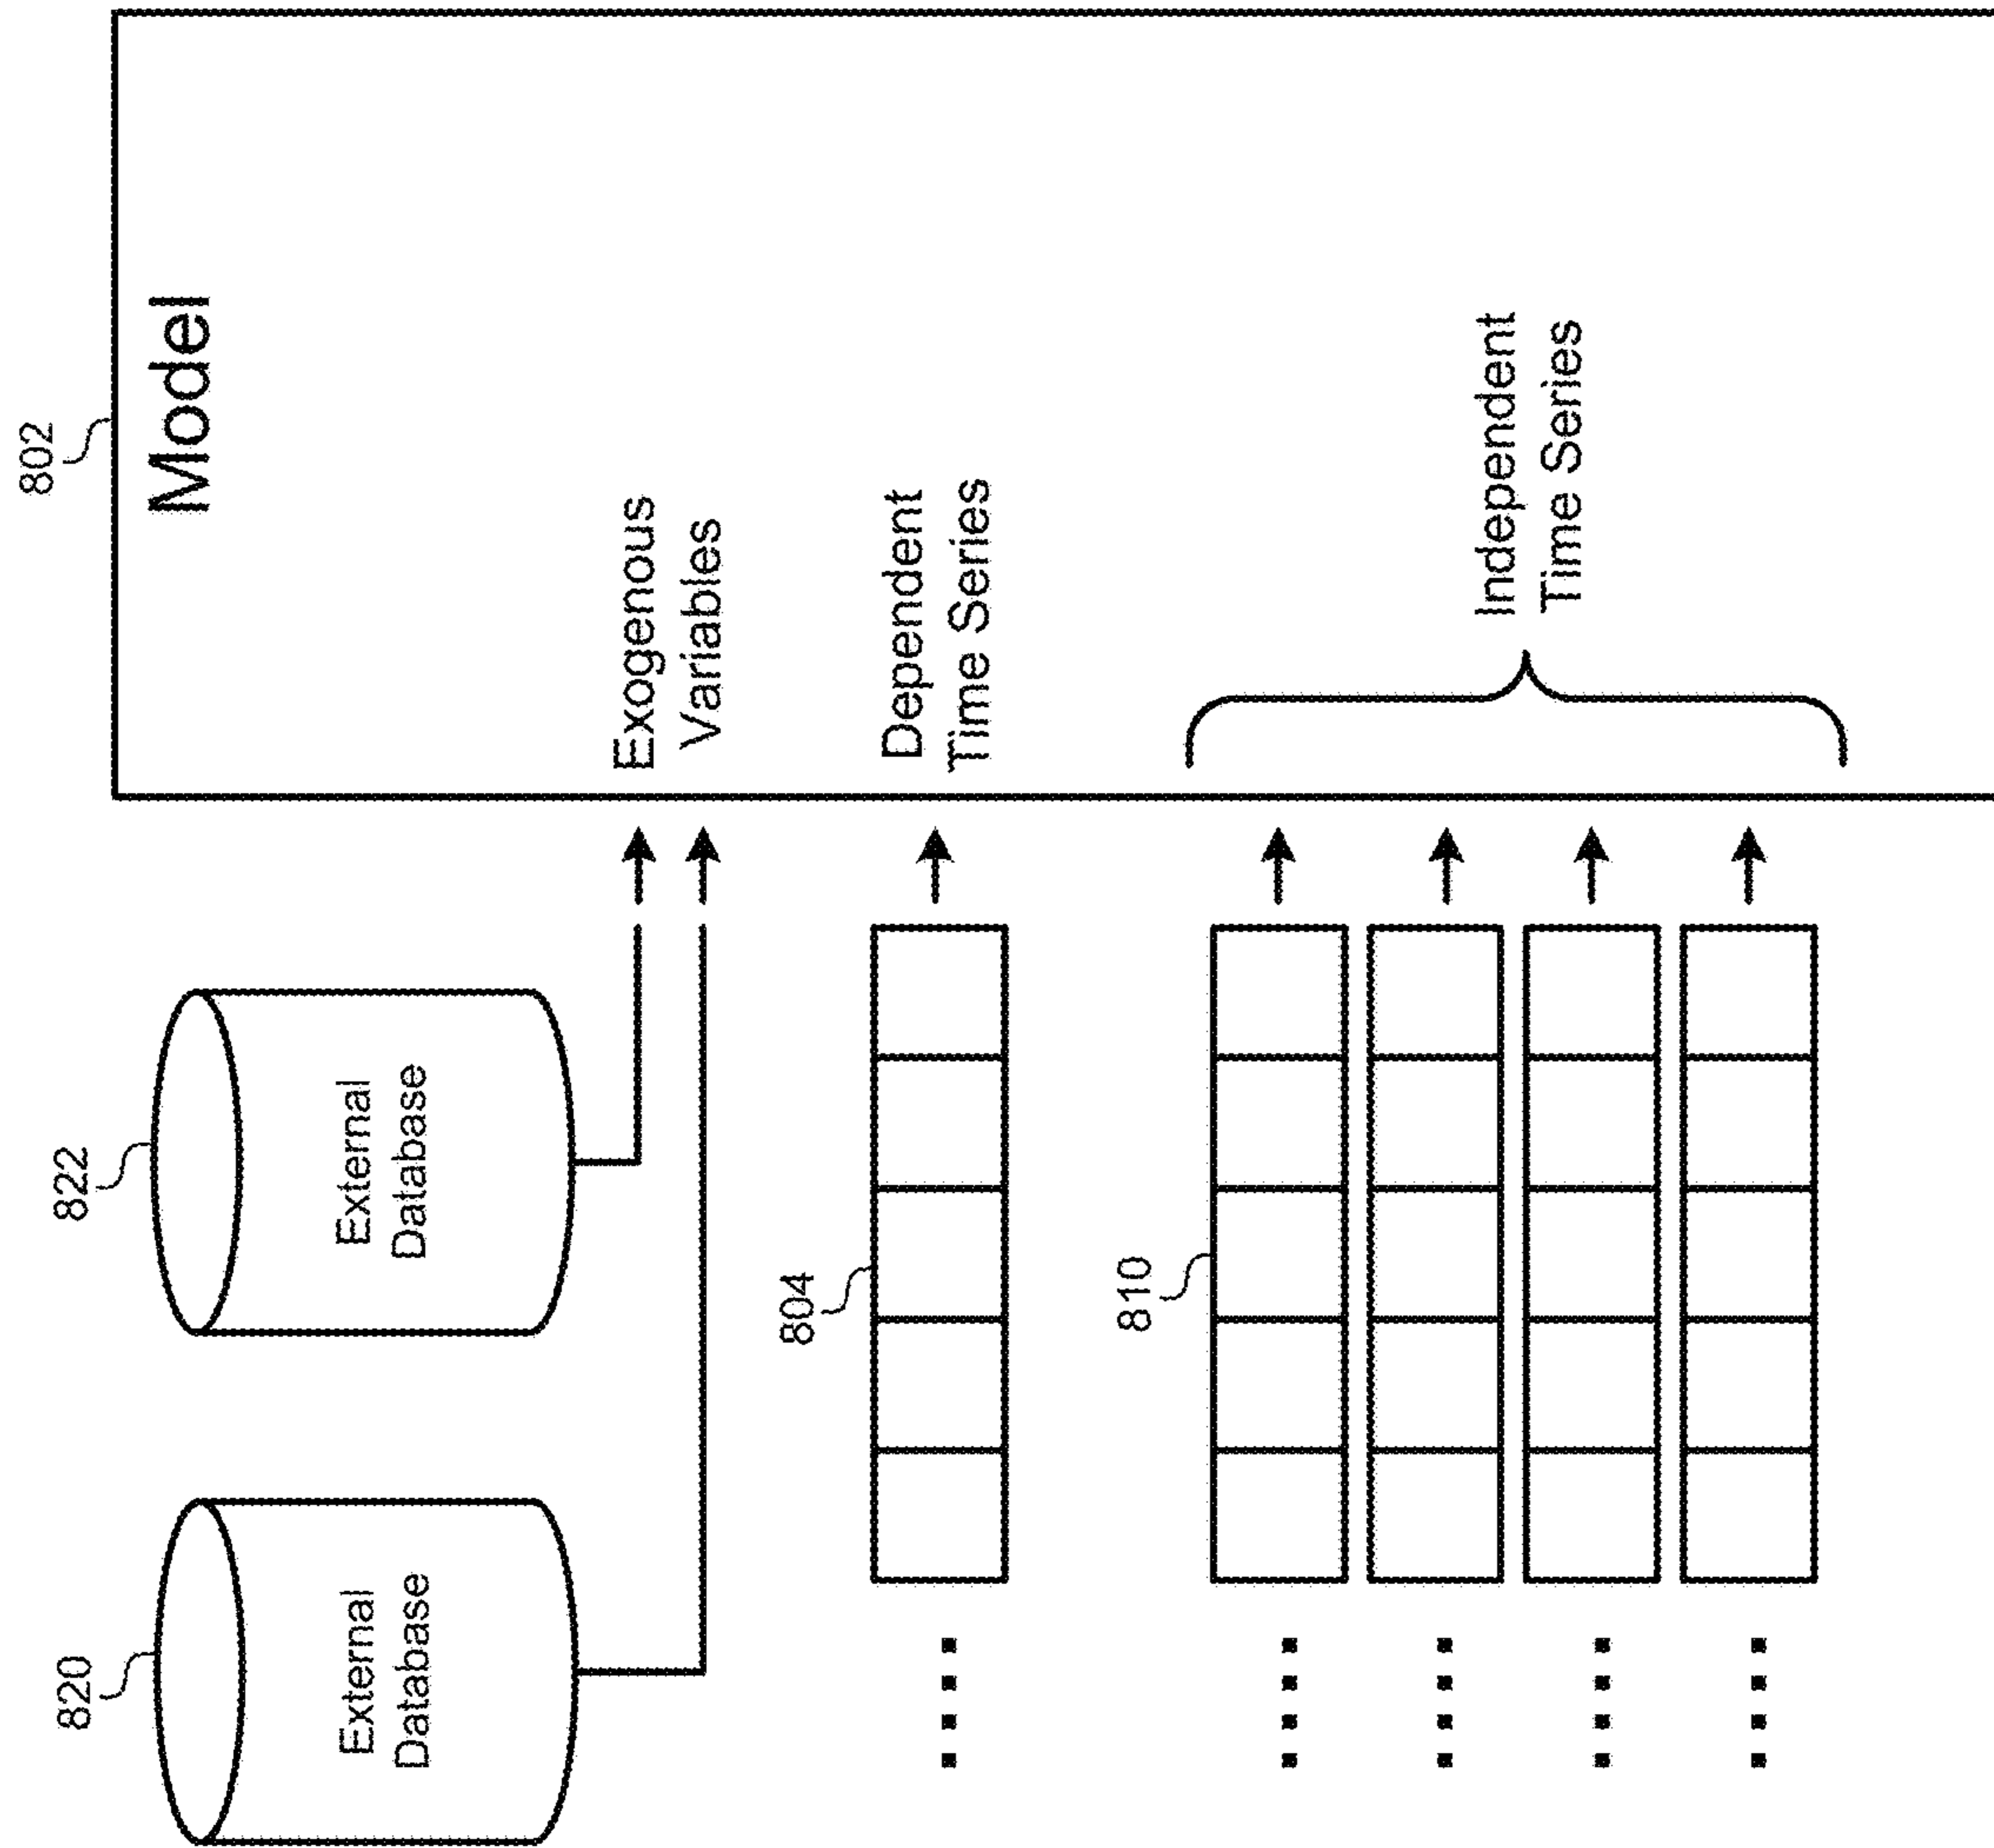 802
Model
820
822
External
Database
External
Database
Exogenous
Variables
804
Dependent
Time Series
810
Independent
Time Series